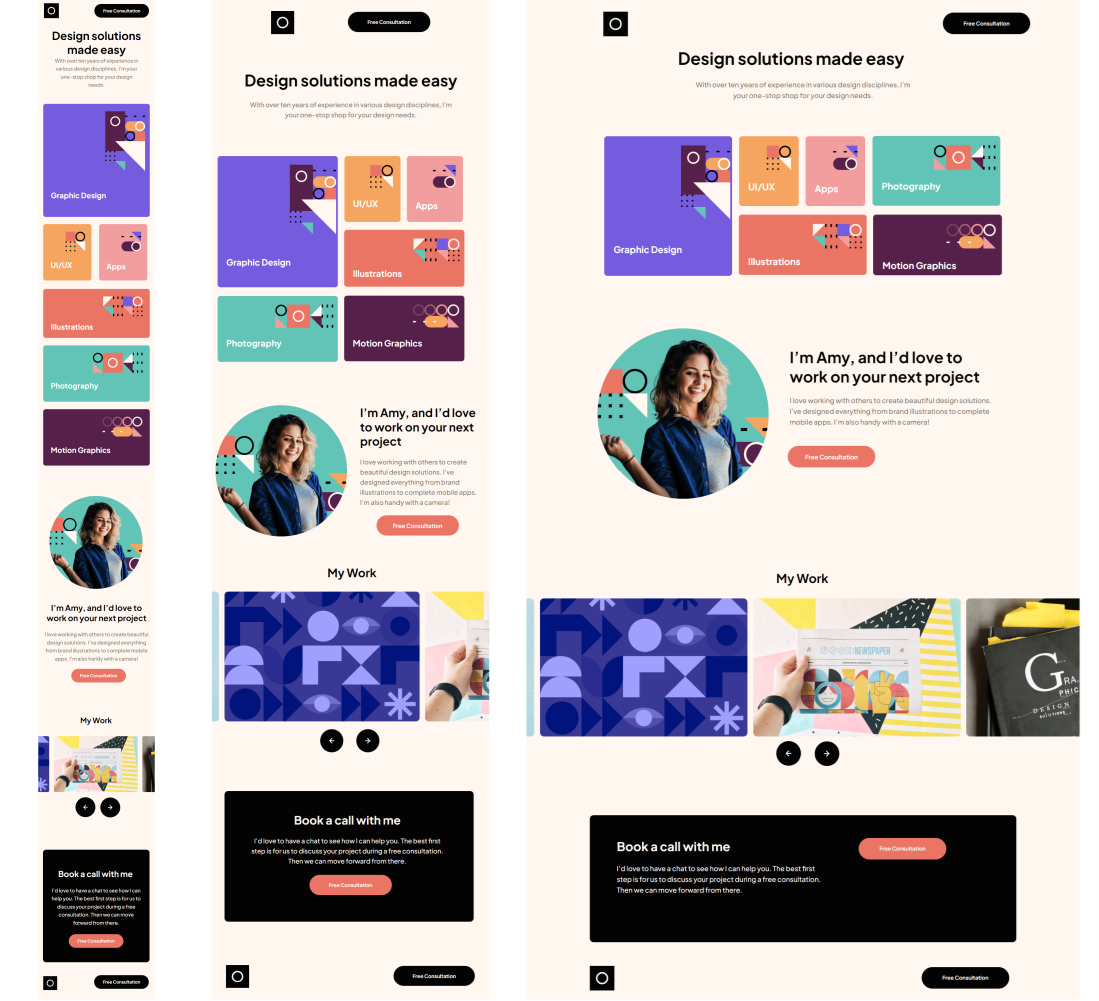 Free Consultation
Design solutions
made easy
With over ten years of experience in
various design disciplines. I'm your
one-stop shop for your design
needs.
Graphic Design
UI/UX
Apps
Illustrations
Photography
Motion Graphics
I'm Amy, and I'd love to
work on your next project
I love working with others to create beautiful
design solutions. I've designed everything
from brand illustrations to complete mobile
apps. I'm also handy with a camera!
Free Consultation
My Work
Book a call with me
I'd love to have a chat to see how I can
help you. The best first step is for us to
discuss your project during a free
consultation. Then we can move
forward from there.
Free Consultation
Free Consultation
Free Consultation
Design solutions made easy
With over ten years of experience in various design disciplines. I'm
your one-stop shop for your design needs.
Graphic Design
UI/UX
Apps
Illustrations
Photography
Motion Graphics
I'm Amy, and I'd love
to work on your next
project
I love working with others to create
beautiful design solutions. I've
designed everything from brand
illustrations to complete mobile apps.
I'm also handy with a camera!
Free Consultation
My Work
Book a call with me
I'd love to have a chat to see how I can help you. The best first
step is for us to discuss your project during a free consultation.
Then we can move forward from there.
Free Consultation
Free Consultation
Free Consultation
Design solutions made easy
With over ten years of experience in various design disciplines. I'm
your one-stop shop for your design needs.
Graphic Design
UI/UX
Apps
Photography
Illustrations
Motion Graphics
I'm Amy, and I'd love to
work on your next project
I love working with others to create beautiful design solutions.
I've designed everything from brand illustrations to complete
mobile apps. I'm also handy with a camera!
Free Consultation
My Work
NEWSPAPER
GRA
PHIC
DESIGN
solutions
Book a call with me
I'd love to have a chat to see how I can help you. The best first
step is for us to discuss your project during a free consultation.
Then we can move forward from there.
Free Consultation
Free Consultation